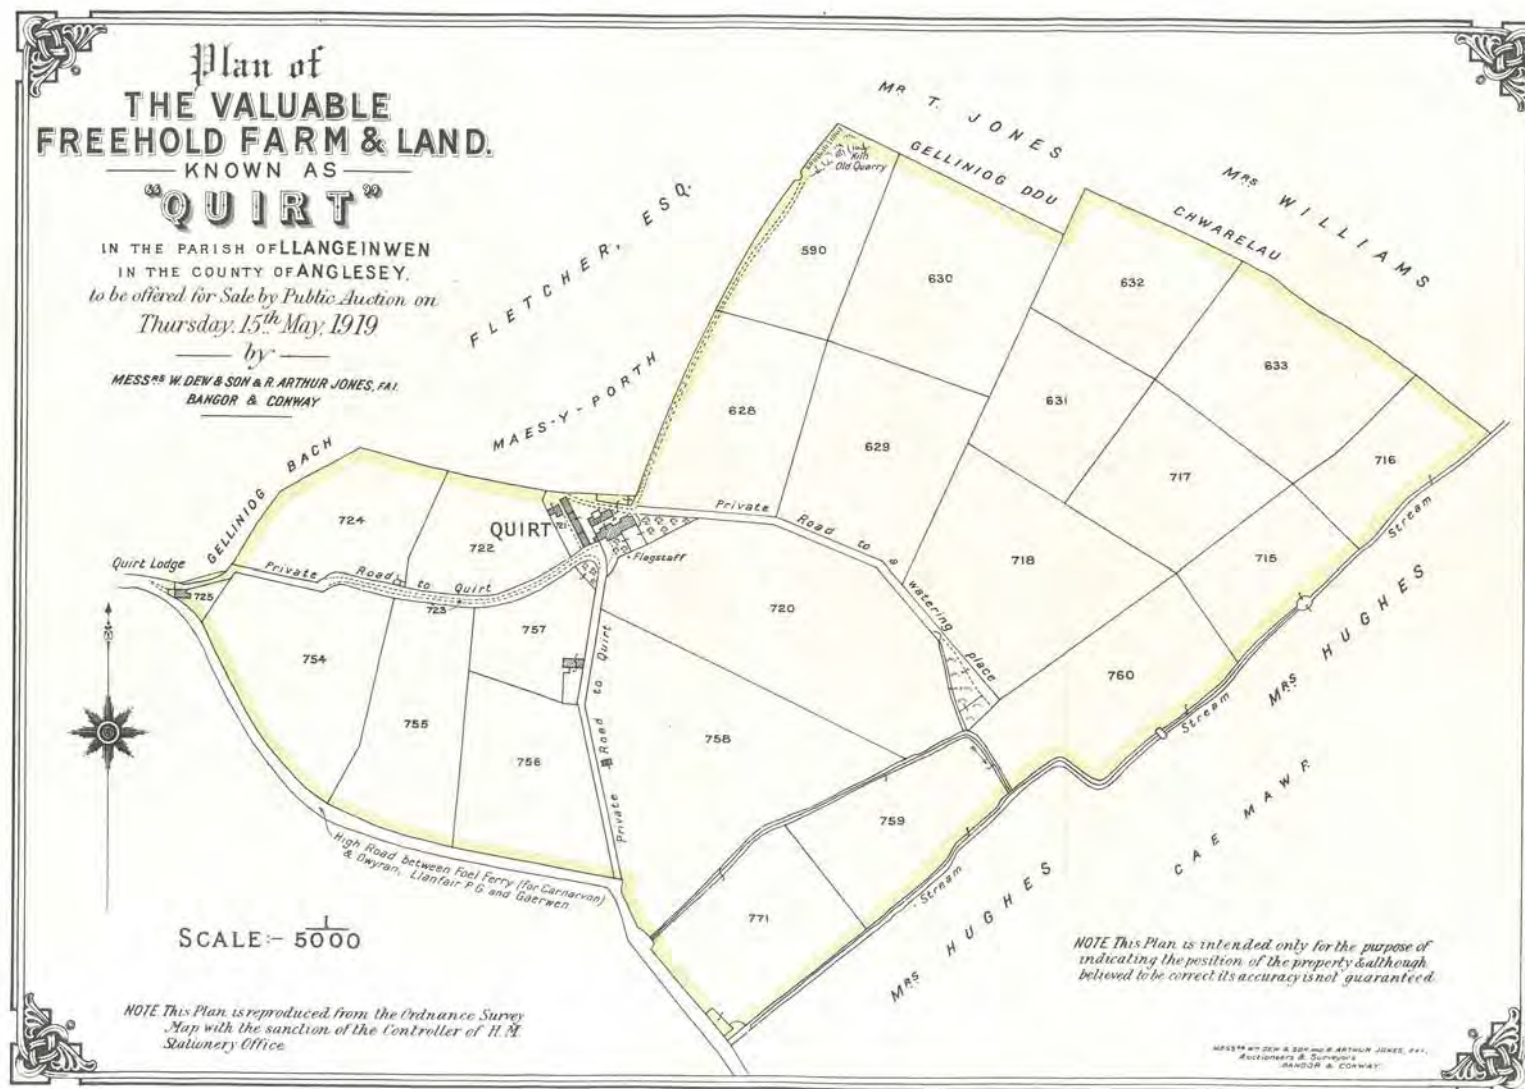 Plan of
THE VALUABLE
FREEHOLD FARM & LAND.
KNOWN AS
"QUIRT"
IN THE PARISH OF LLANGEINWEN
IN THE COUNTY OF ANGLESEY.
to be offered for Sale by Public Auction on
Thursday, 15th May, 1919
by
MESSRS W. DEW & SON & R. ARTHUR JONES, F.A.I.
BANGOR & CONWAY
MR T. JONES
GELLINIOG DDU
MRS WILLIAMS
CHWARELAU
FLETCHER, ESQ.
MAES-Y-PORTH
Kiln
Old Quarry
590
630
632
633
628
629
631
717
716
GELLINIOG BACH
724
722
QUIRT
Flagstaff
Private Road to a watering place
718
715
Stream
Quirt Lodge
725
Private Road to Quirt
723
757
720
754
755
756
758
760
Private Road to Quirt
759
771
Stream
Stream
MRS HUGHES
MRS HUGHES
CAE MAWR
High Road between Foel Ferry (for Carnarvon)
& Dwyran, Llanfair P.G and Gaerwen
SCALE:- 1/5000
NOTE This Plan is reproduced from the Ordnance Survey
Map with the sanction of the Controller of H.M.
Stationery Office
NOTE This Plan is intended only for the purpose of
indicating the position of the property & although
believed to be correct its accuracy is not guaranteed
MESSRS WM DEW & SON AND R. ARTHUR JONES, F.A.I.,
Auctioneers & Surveyors
BANGOR & CONWAY